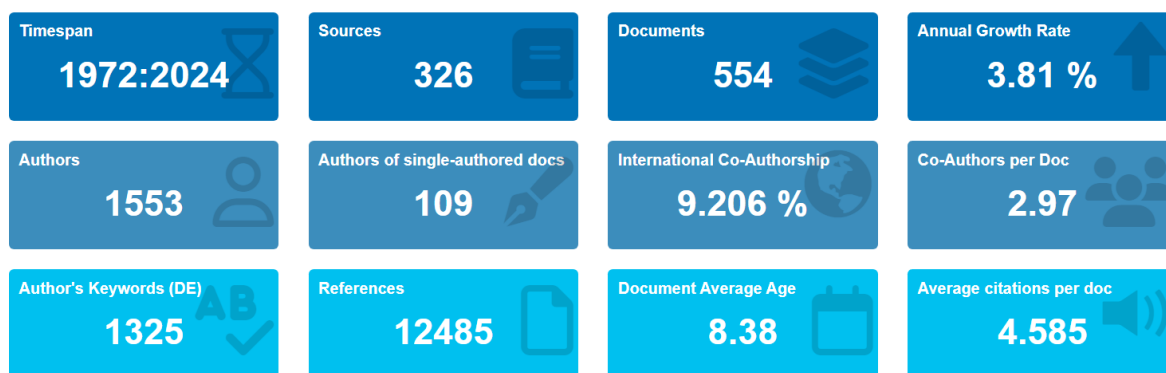 Timespan
1972:2024
Sources
326
Documents
554
Annual Growth Rate
3.81 %
Authors
1553
Authors of single-authored docs
109
International Co-Authorship
9.206 %
Co-Authors per Doc
2.97
Author's Keywords (DE)
1325
AB
References
12485
Document Average Age
8.38
Average citations per doc
4.585